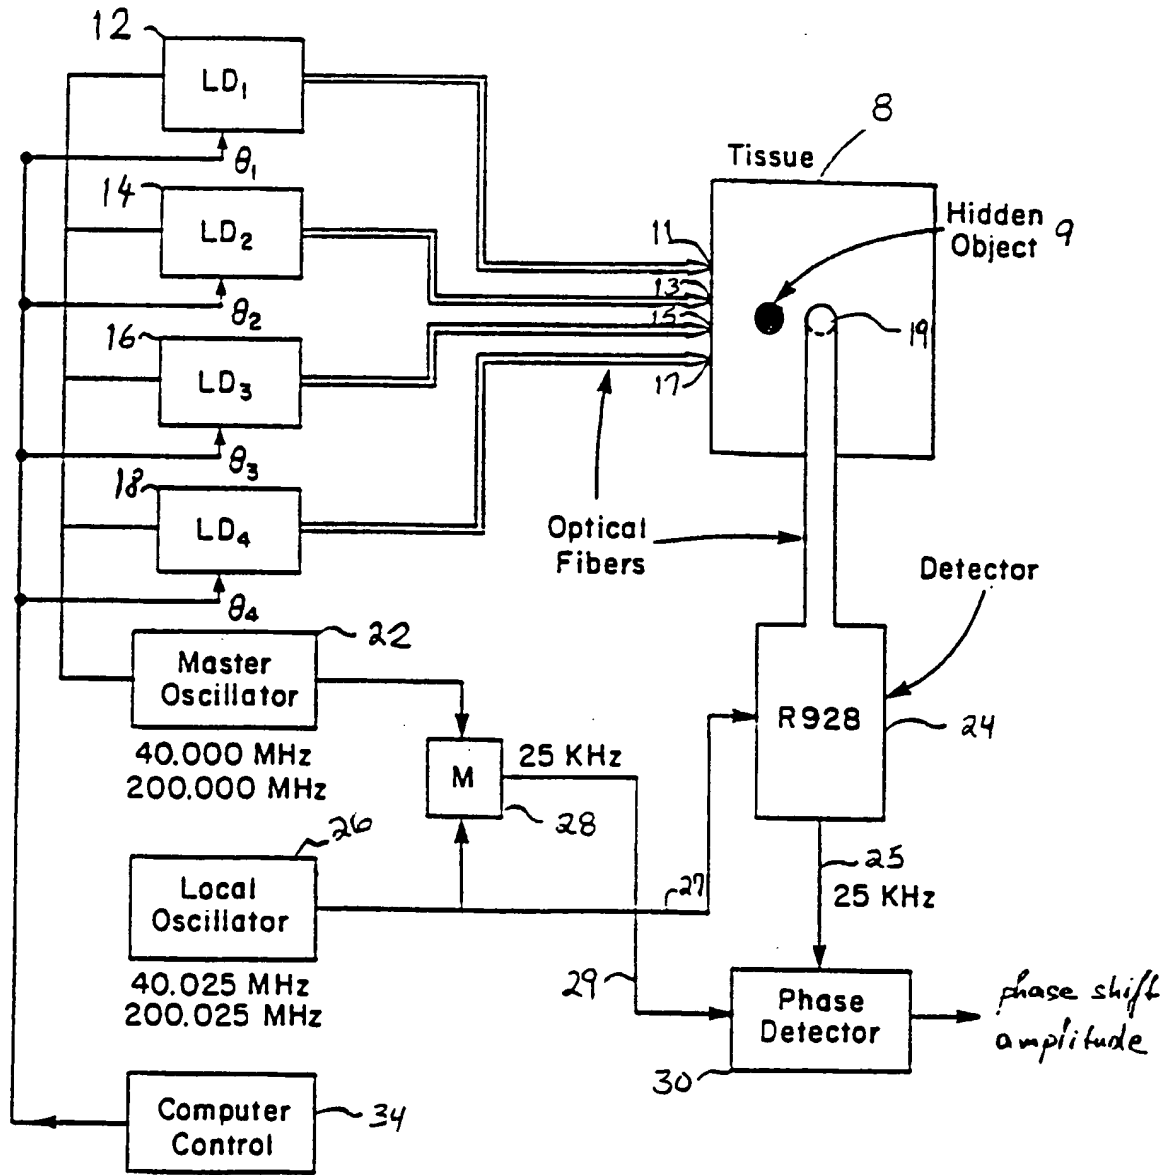 12
LD1
θ1
8
Tissue
14
LD2
θ2
11
Hidden
Object 9
13
15
16
LD3
θ3
17
19
18
LD4
θ4
Optical
Fibers
Detector
22
Master
Oscillator
40.000 MHz
200.000 MHz
M
25 KHz
28
R928
24
26
Local
Oscillator
40.025 MHz
200.025 MHz
27
25
25 KHz
29
Phase
Detector
30
phase shift
amplitude
Computer
Control
34